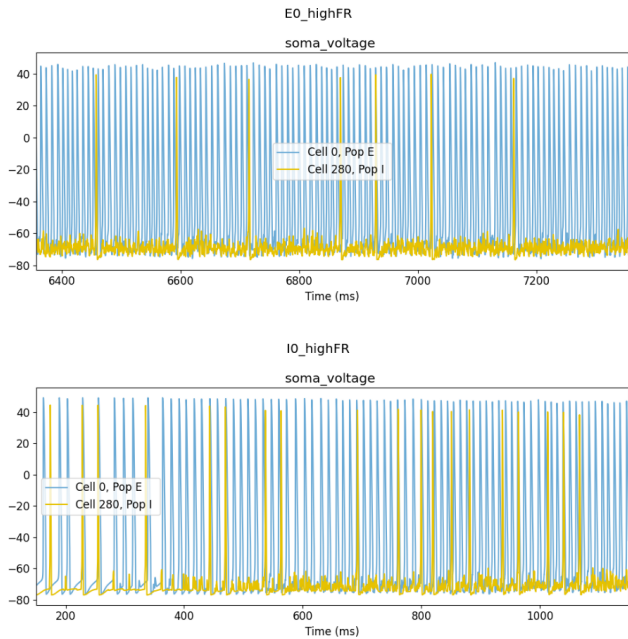 E0_highFR
soma_voltage
40
20
0
−20
−40
−60
−80
Cell 0, Pop E
Cell 280, Pop I
6400 6600 6800 7000 7200
Time (ms)
I0_highFR
soma_voltage
40
20
0
−20
−40
−60
−80
Cell 0, Pop E
Cell 280, Pop I
200 400 600 800 1000
Time (ms)